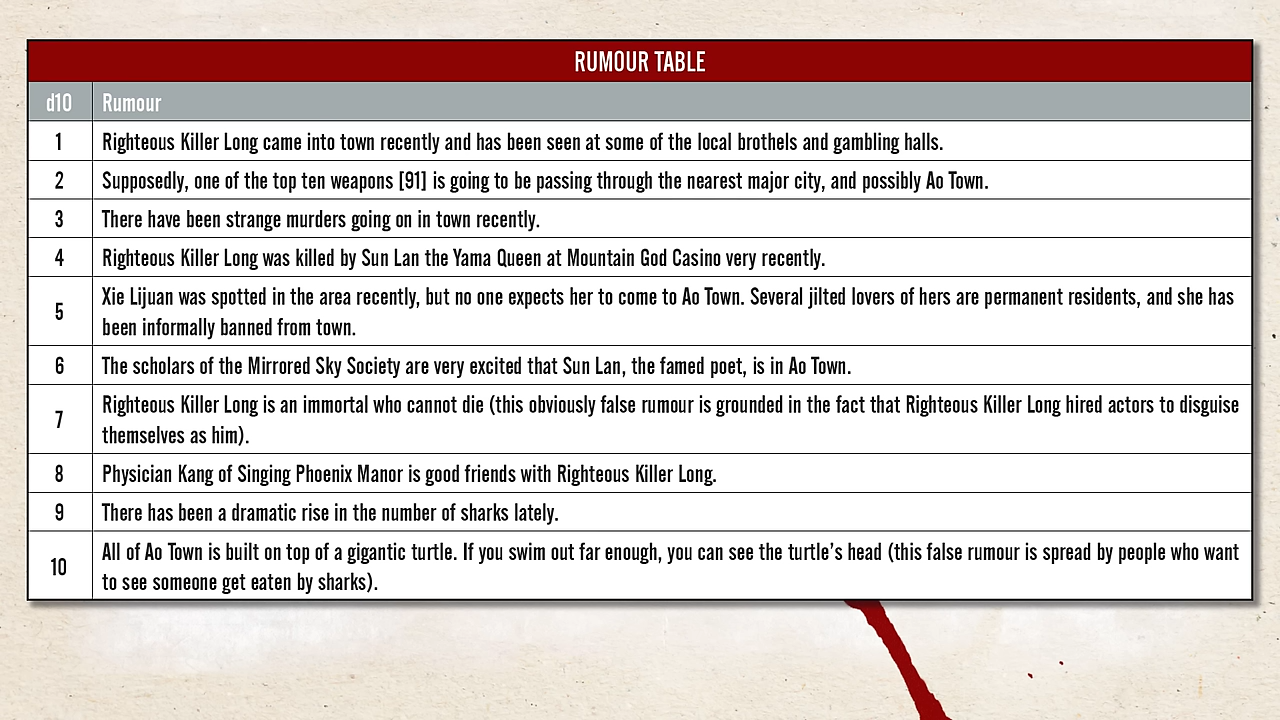 RUMOUR TABLE
d10 Rumour
1 Righteous Killer Long came into town recently and has been seen at some of the local brothels and gambling halls.
2 Supposedly, one of the top ten weapons [91] is going to be passing through the nearest major city, and possibly Ao Town.
3 There have been strange murders going on in town recently.
4 Righteous Killer Long was killed by Sun Lan the Yama Queen at Mountain God Casino very recently.
5 Xie Lijuan was spotted in the area recently, but no one expects her to come to Ao Town. Several jilted lovers of hers are permanent residents, and she has
been informally banned from town.
6 The scholars of the Mirrored Sky Society are very excited that Sun Lan, the famed poet, is in Ao Town.
7 Righteous Killer Long is an immortal who cannot die (this obviously false rumour is grounded in the fact that Righteous Killer Long hired actors to disguise
themselves as him).
8 Physician Kang of Singing Phoenix Manor is good friends with Righteous Killer Long.
9 There has been a dramatic rise in the number of sharks lately.
10 All of Ao Town is built on top of a gigantic turtle. If you swim out far enough, you can see the turtle's head (this false rumour is spread by people who want
to see someone get eaten by sharks).